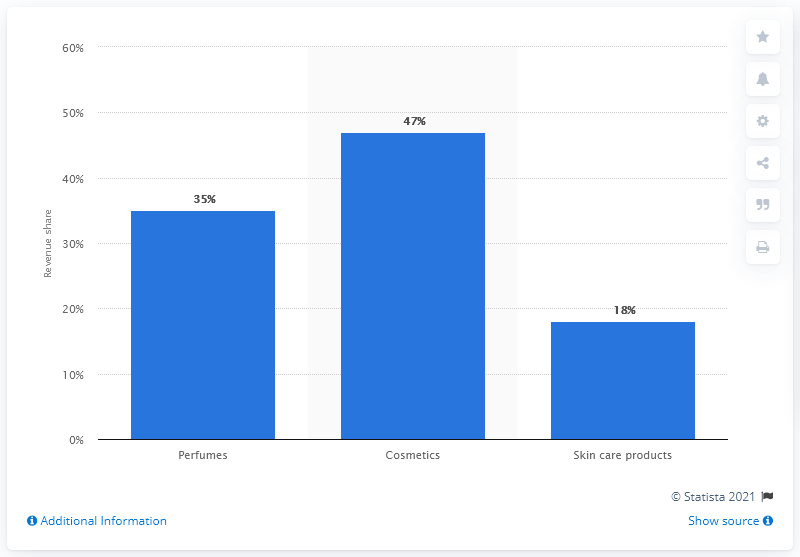 60%
50%
40%
30%
20%
10%
0%
Revenue share
35%
47%
18%
Perfumes
Cosmetics
Skin care products
© Statista 2021
Additional Information
Show source